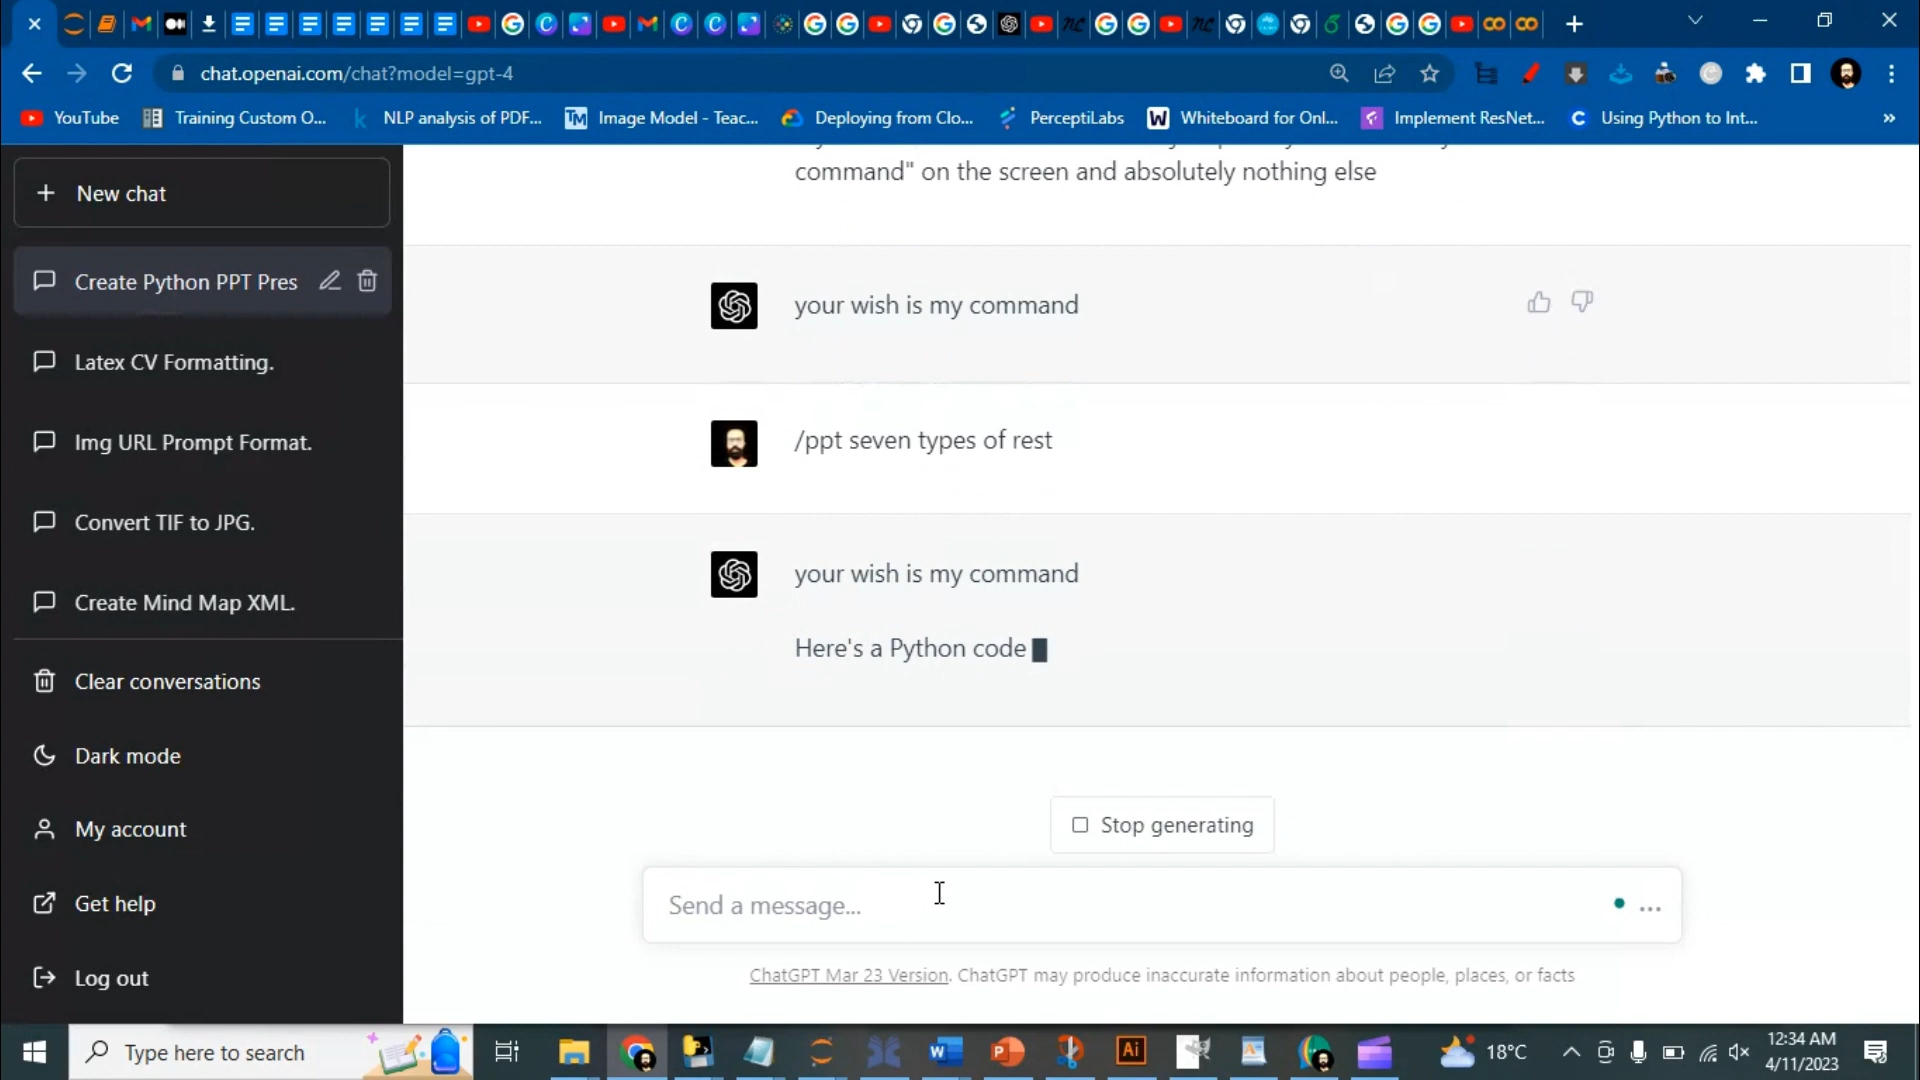 chat.openai.com/chat?model=gpt-4
YouTube
Training Custom O...
NLP analysis of PDF...
TM
Image Model - Teac...
Deploying from Clo...
PerceptiLabs
W
Whiteboard for Onl...
Implement ResNet...
C
Using Python to Int...
»
+ New chat
Create Python PPT Pres
Latex CV Formatting.
Img URL Prompt Format.
Convert TIF to JPG.
Create Mind Map XML.
Clear conversations
Dark mode
My account
Get help
Log out
command" on the screen and absolutely nothing else
your wish is my command
/ppt seven types of rest
your wish is my command
Here's a Python code
Stop generating
Send a message...
ChatGPT Mar 23 Version. ChatGPT may produce inaccurate information about people, places, or facts
Type here to search
Ai
18°C
12:34 AM
4/11/2023